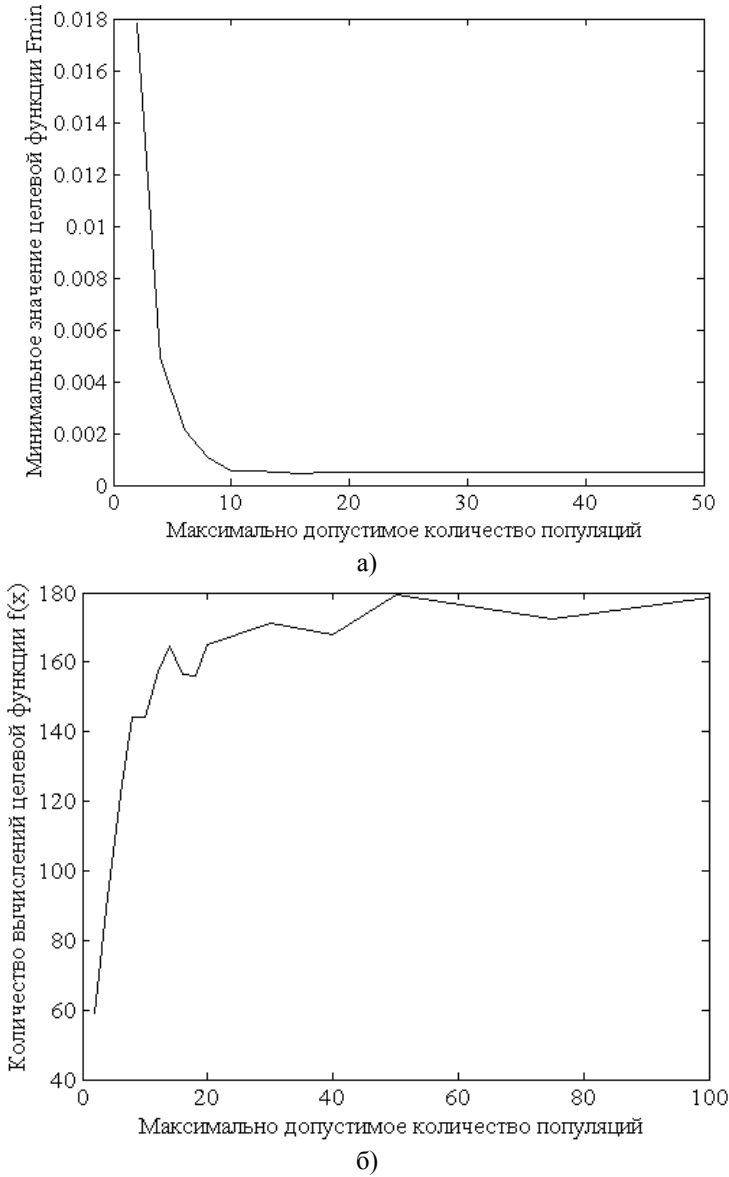 Минимальное значение целевой функции Fmin
0.018
0.016
0.014
0.012
0.01
0.008
0.006
0.004
0.002
0
0 10 20 30 40 50
Максимально допустимое количество популяций
а)
Количество вычислений целевой функции f(x)
180
160
140
120
100
80
60
40
0 20 40 60 80 100
Максимально допустимое количество популяций
б)